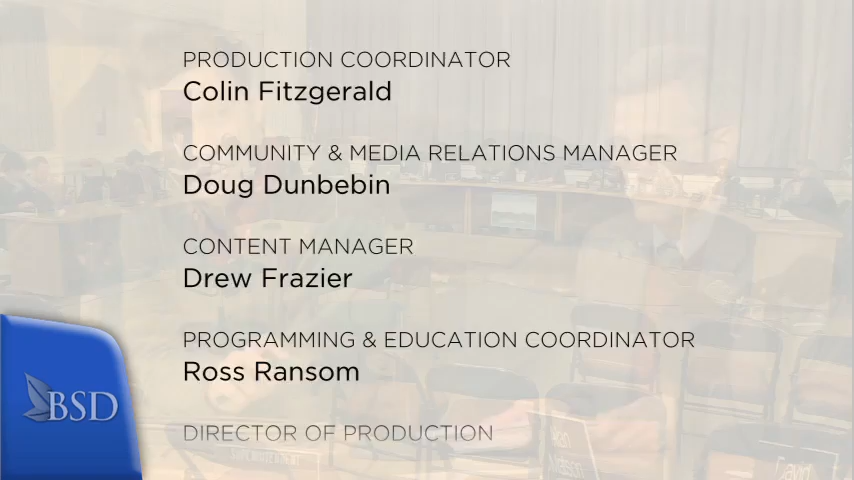 PRODUCTION COORDINATOR
Colin Fitzgerald
COMMUNITY & MEDIA RELATIONS MANAGER
Doug Dunbebin
CONTENT MANAGER
Drew Frazier
PROGRAMMING & EDUCATION COORDINATOR
Ross Ransom
BSD
DIRECTOR OF PRODUCTION